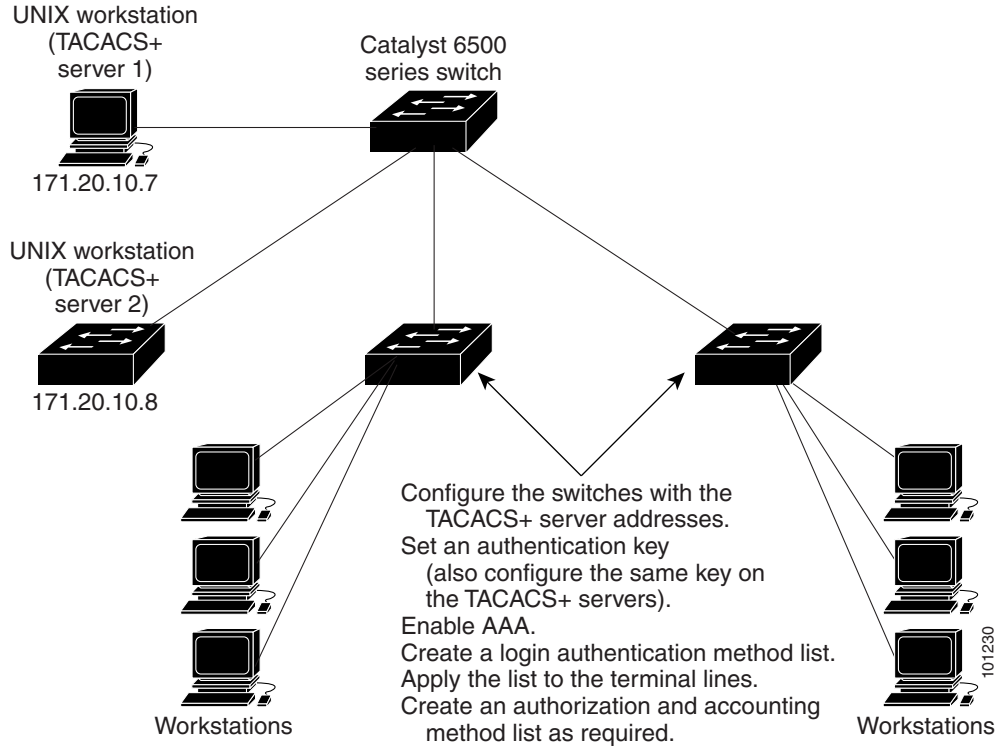 UNIX workstation
(TACACS+
server 1)
Catalyst 6500
series switch
171.20.10.7
UNIX workstation
(TACACS+
server 2)
171.20.10.8
Configure the switches with the
TACACS+ server addresses.
Set an authentication key
(also configure the same key on
the TACACS+ servers).
Enable AAA.
Create a login authentication method list.
Apply the list to the terminal lines.
Create an authorization and accounting
method list as required.
Workstations
Workstations
101230